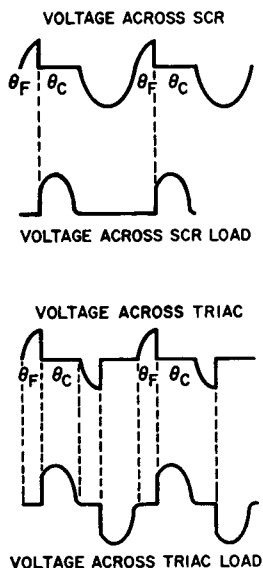 VOLTAGE ACROSS SCR
θF θC θF θC
VOLTAGE ACROSS SCR LOAD
VOLTAGE ACROSS TRIAC
θF θC θF θC
VOLTAGE ACROSS TRIAC LOAD